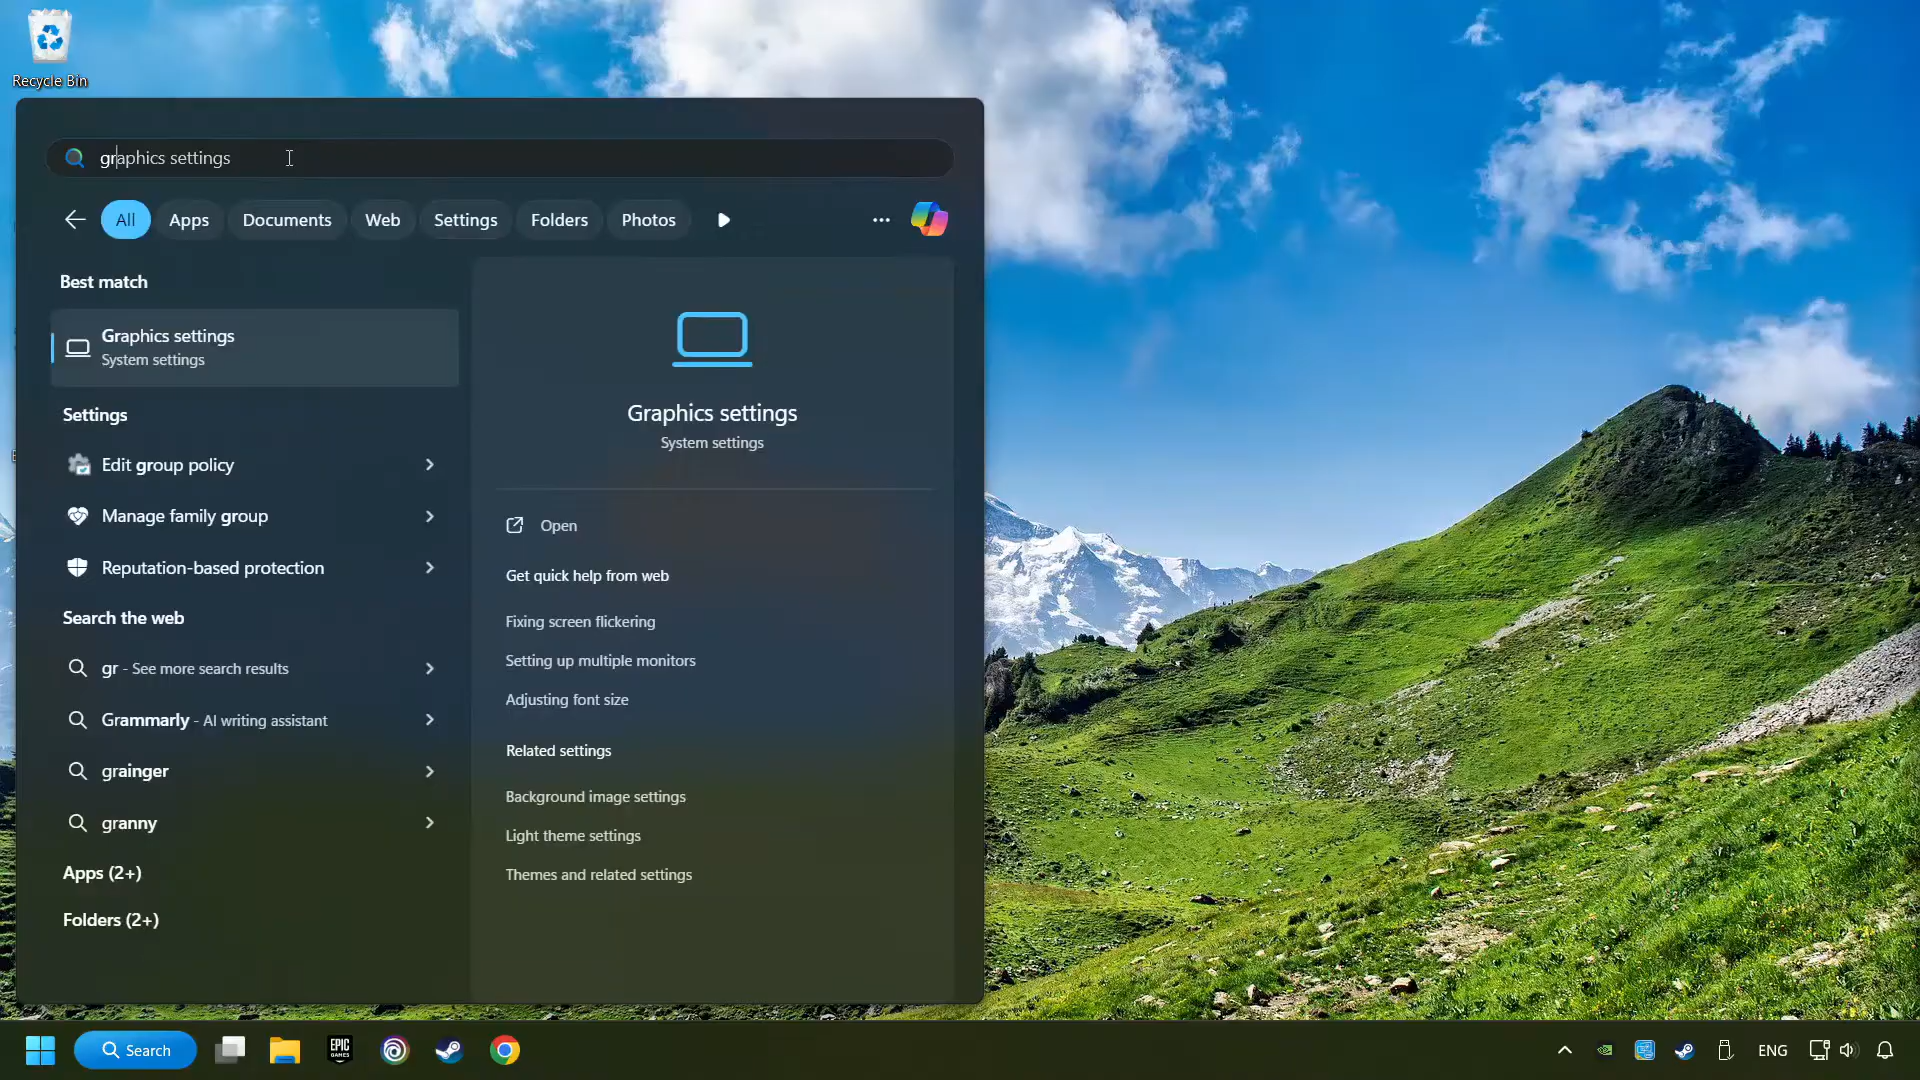 Recycle Bin
graphics settings
All
Apps
Documents
Web
Settings
Folders
Photos
Best match
Graphics settings
System settings
Settings
Edit group policy
Manage family group
Reputation-based protection
Search the web
gr - See more search results
Grammarly - AI writing assistant
grainger
granny
Apps (2+)
Folders (2+)
Graphics settings
System settings
Open
Get quick help from web
Fixing screen flickering
Setting up multiple monitors
Adjusting font size
Related settings
Background image settings
Light theme settings
Themes and related settings
Search
EPIC
GAMES
ENG